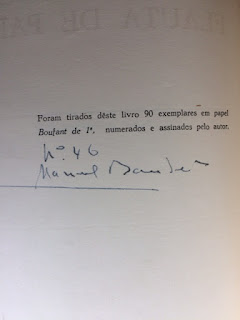 Foram tirados dêste livro 90 exemplares em papel
Boufant de 1ª, numerados e assinados pelo autor.
Nº. 46
Manuel Bandeira